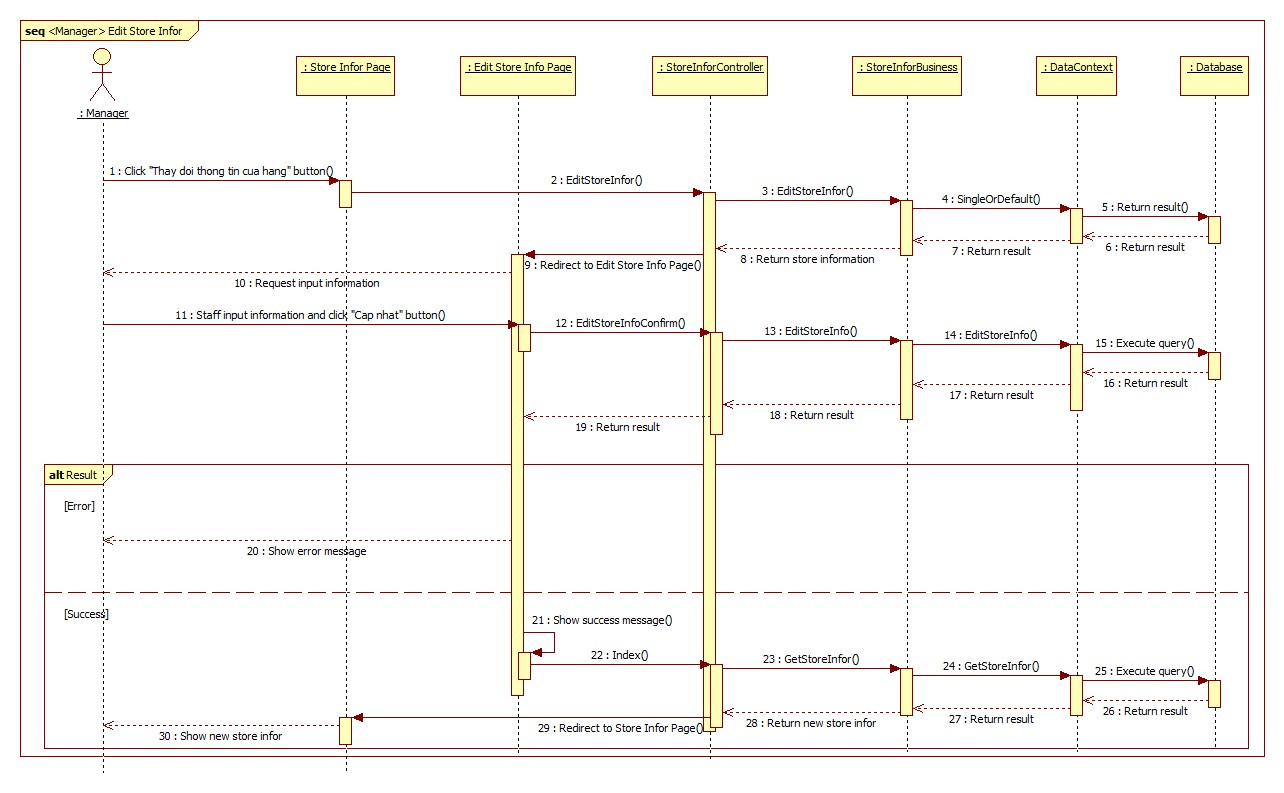 seq <Manager> Edit Store Infor
: Manager
: Store Infor Page
: Edit Store Info Page
: StoreInforController
: StoreInforBusiness
: DataContext
: Database
1 : Click "Thay doi thong tin cua hang" button()
2 : EditStoreInfor()
3 : EditStoreInfor()
4 : SingleOrDefault()
5 : Return result()
6 : Return result
7 : Return result
8 : Return store information
9 : Redirect to Edit Store Info Page()
10 : Request input information
11 : Staff input information and click "Cap nhat" button()
12 : EditStoreInfoConfirm()
13 : EditStoreInfo()
14 : EditStoreInfo()
15 : Execute query()
16 : Return result
17 : Return result
18 : Return result
19 : Return result
alt Result
[Error]
20 : Show error message
[Success]
21 : Show success message()
22 : Index()
23 : GetStoreInfor()
24 : GetStoreInfor()
25 : Execute query()
26 : Return result
27 : Return result
28 : Return new store infor
29 : Redirect to Store Infor Page()
30 : Show new store infor